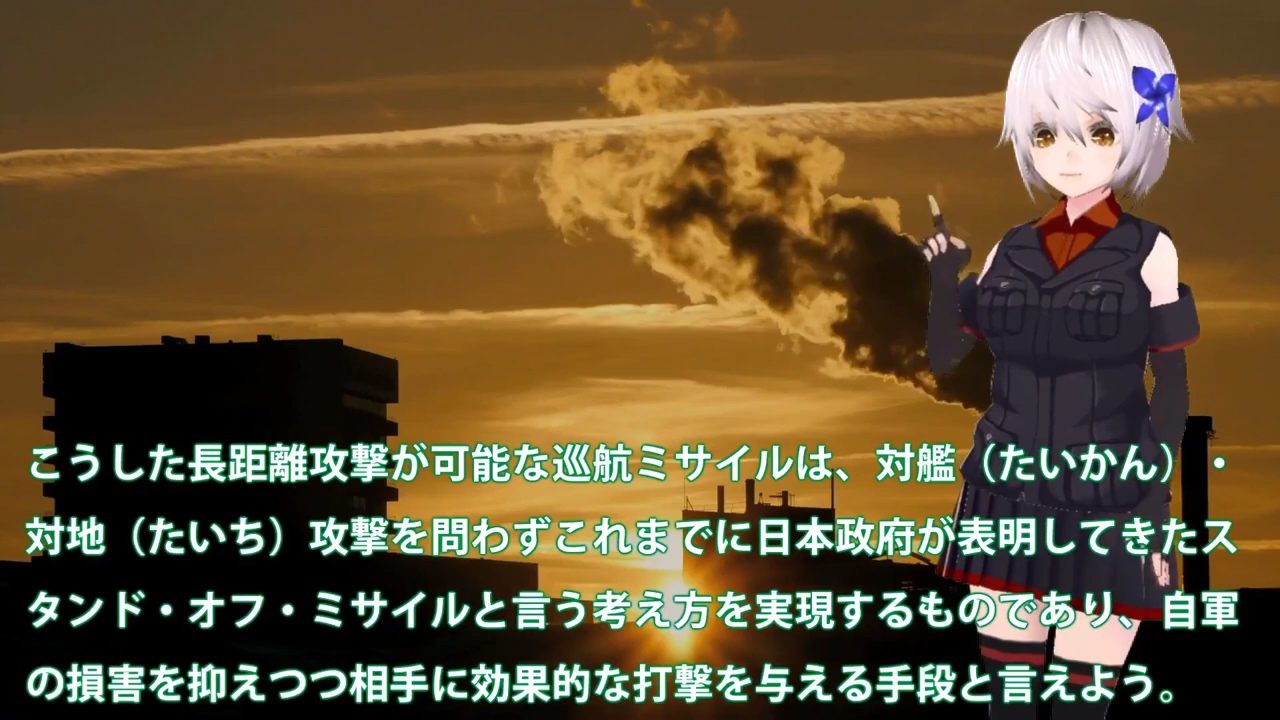 こうした長距離攻撃が可能な巡航ミサイルは、対艦（たいかん）・
対地（たいち）攻撃を問わずこれまでに日本政府が表明してきたス
タンド・オフ・ミサイルと言う考え方を実現するものであり、自軍
の損害を抑えつつ相手に効果的な打撃を与える手段と言えよう。